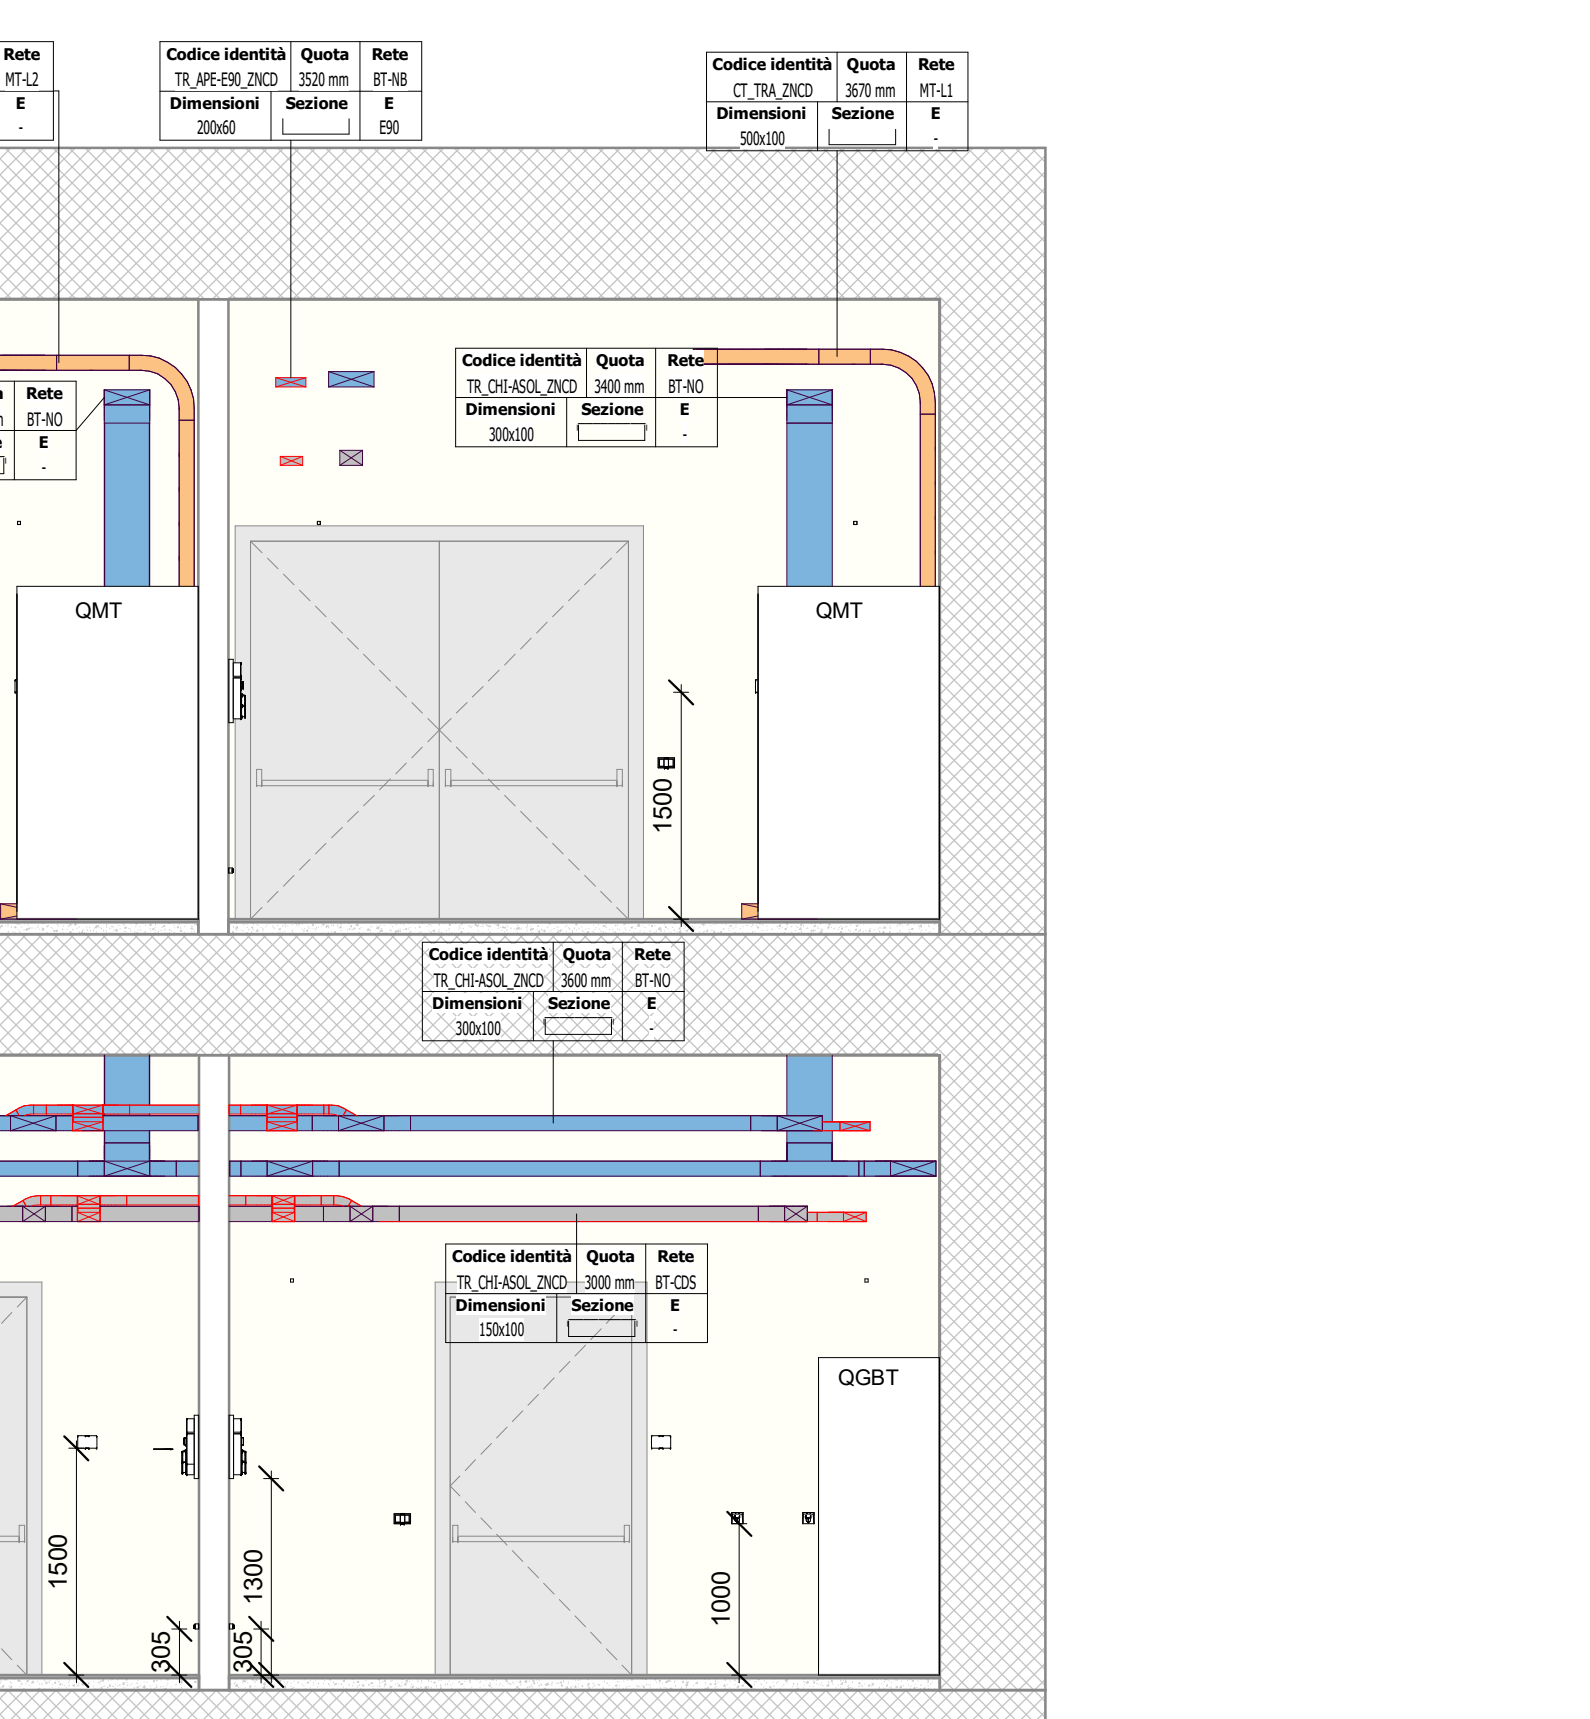 Rete
MT-L2
E
-
Codice identità Quota Rete
TR_APE-E90_ZNCD 3520 mm BT-NB
Dimensioni Sezione E
200x60 E90
Codice identità Quota Rete
CT_TRA_ZNCD 3670 mm MT-L1
Dimensioni Sezione E
500x100 -
Rete
BT-NO
E
-
Codice identità Quota Rete
TR_CHI-ASOL_ZNCD 3400 mm BT-NO
Dimensioni Sezione E
300x100 -
QMT
QMT
1500
Codice identità Quota Rete
TR_CHI-ASOL_ZNCD 3600 mm BT-NO
Dimensioni Sezione E
300x100 -
Codice identità Quota Rete
TR_CHI-ASOL_ZNCD 3000 mm BT-CDS
Dimensioni Sezione E
150x100 -
QGBT
1500
305
305
1300
1000